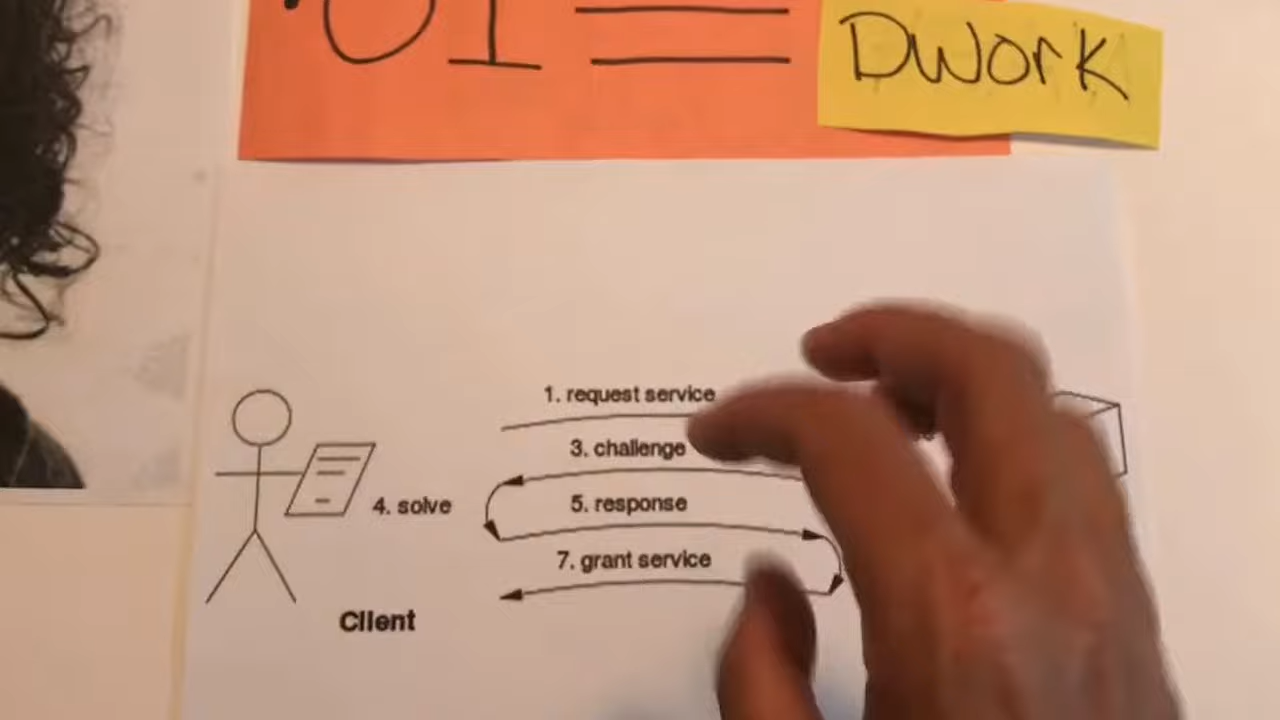 Dwork
1. request service
3. challenge
4. solve
5. response
7. grant service
Client